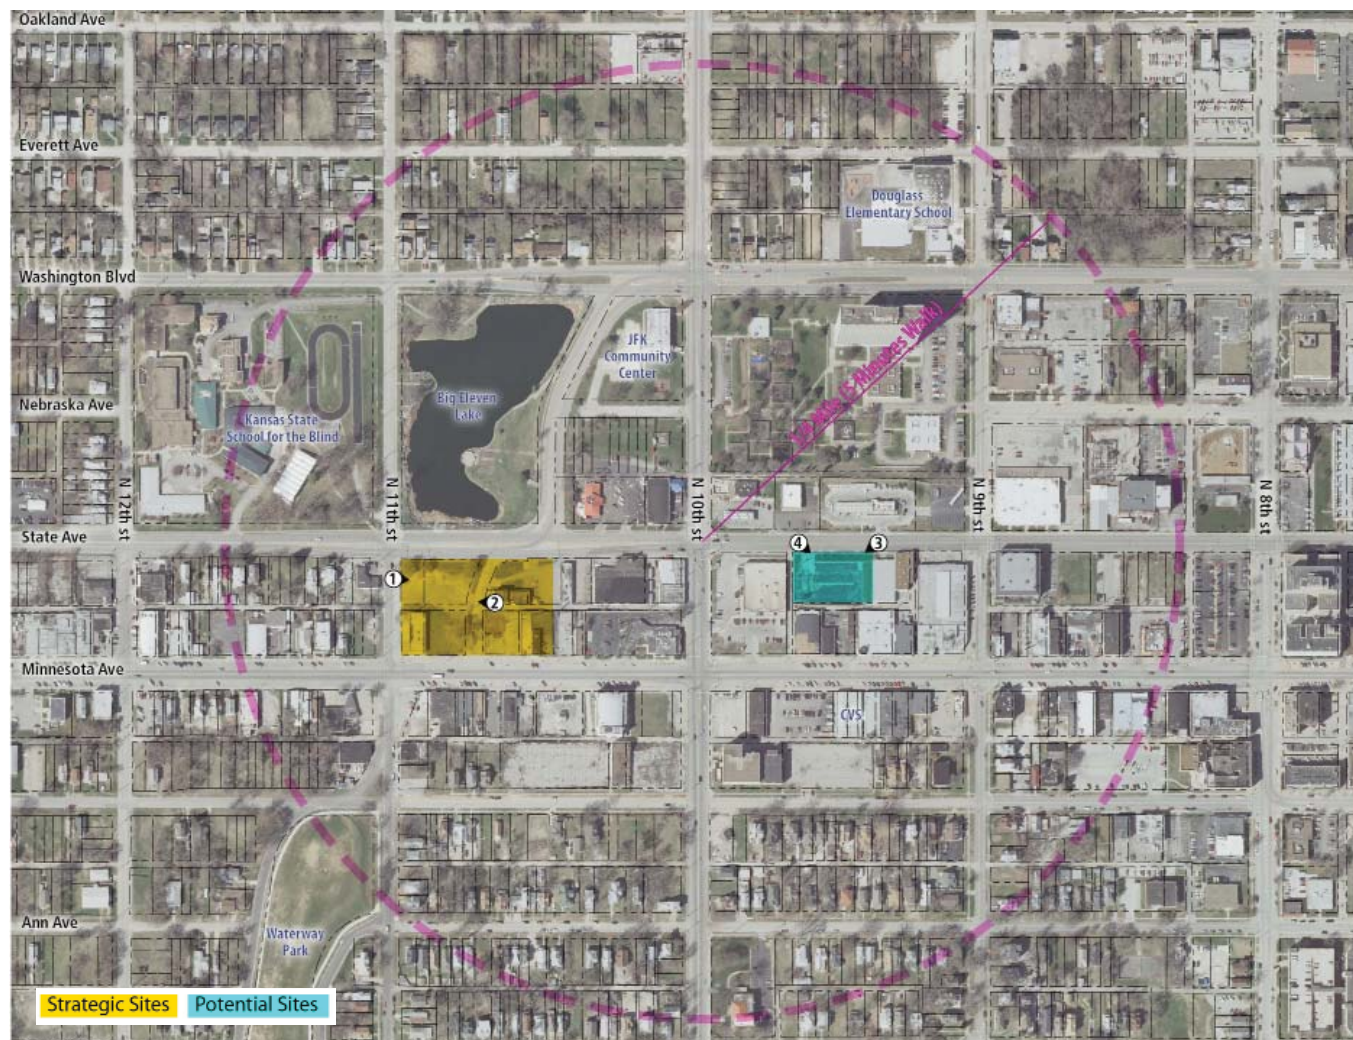 Oakland Ave
Everett Ave
Douglass
Elementary School
Washington Blvd
JFK
Community
Center
1/4 Mile (5 Minutes Walk)
Big Eleven
Lake
Nebraska Ave
Kansas State
School for the Blind
N 12th st
N 11th st
N 10th st
N 9th st
N 8th st
State Ave
4
3
1
2
Minnesota Ave
CVS
Ann Ave
Waterway
Park
Strategic Sites
Potential Sites